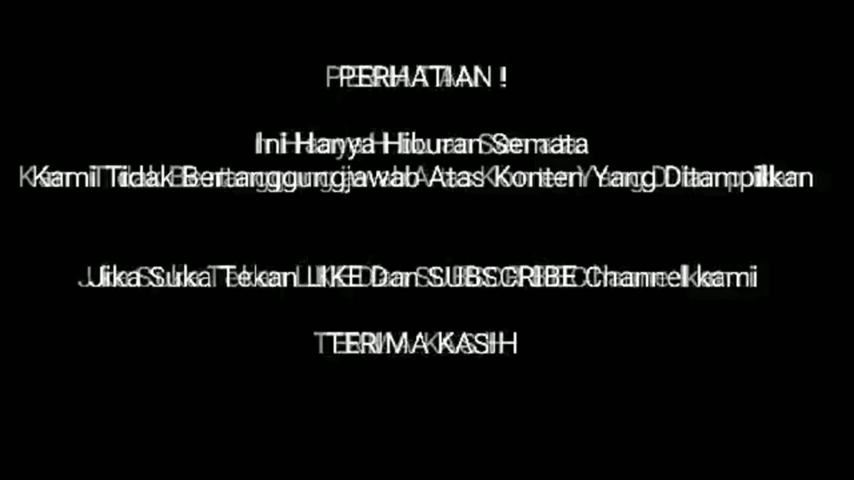 PERHATIAN !
Ini Hanya Hiburan Semata
Kami Tidak Bertanggungjawab Atas Konten Yang Ditampilkan
Jika Suka Tekan LIKE Dan SUBSCRIBE Channel kami
TERIMA KASIH